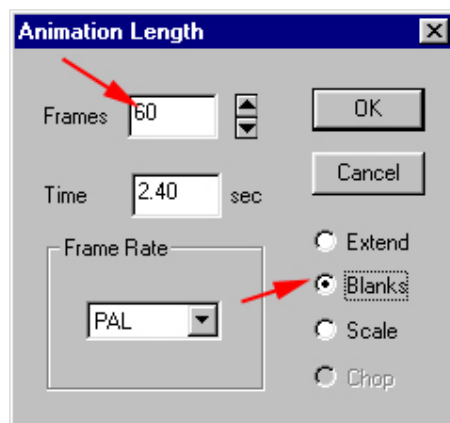 Animation Length
Frames 60
OK
Time 2.40 sec
Cancel
Frame Rate
PAL
Extend
Blanks
Scale
Chop